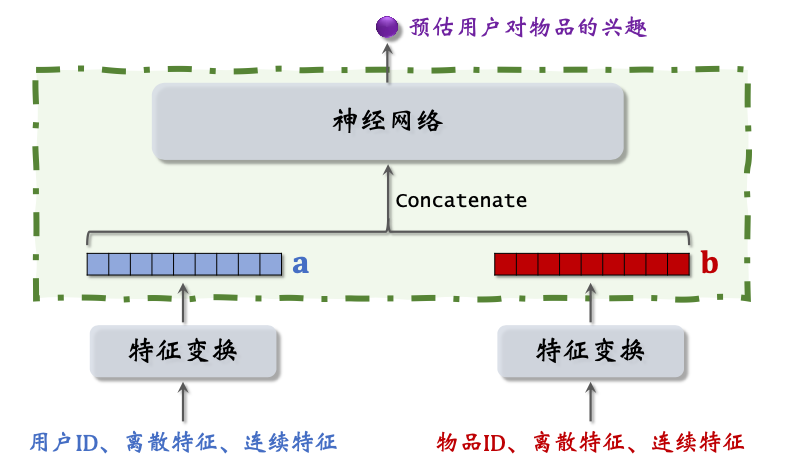 预估用户对物品的兴趣
神经网络
Concatenate
a
b
特征变换
特征变换
用户ID、离散特征、连续特征
物品ID、离散特征、连续特征